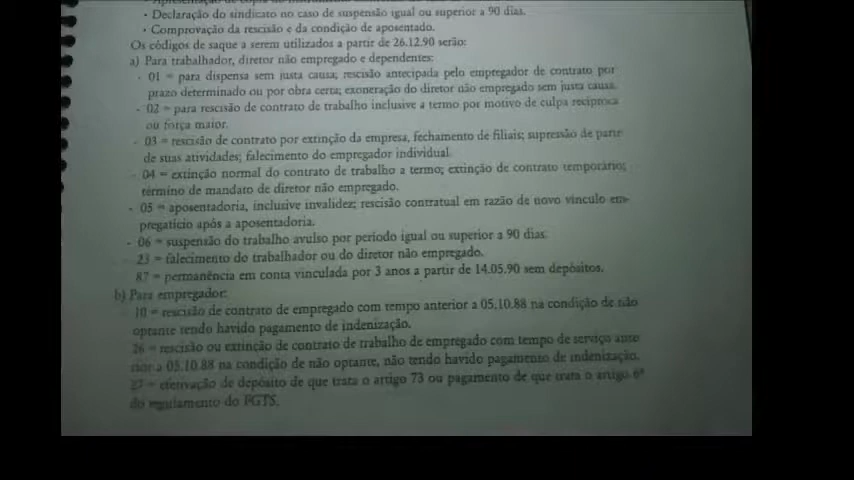 • Apresentação de cópia do
• Declaração do sindicato no caso de suspensão igual ou superior a 90 dias.
• Comprovação da rescisão e da condição de aposentado.
Os códigos de saque a serem utilizados a partir de 26.12.90 serão:
a) Para trabalhador, diretor não empregado e dependentes:
- 01 = para dispensa sem justa causa; rescisão antecipada pelo empregador de contrato por
prazo determinado ou por obra certa; exoneração do diretor não empregado sem justa causa.
- 02 = para rescisão de contrato de trabalho inclusive a termo por motivo de culpa recíproca
ou força maior.
- 03 = rescisão de contrato por extinção da empresa, fechamento de filiais; supressão de parte
de suas atividades; falecimento do empregador individual.
- 04 = extinção normal do contrato de trabalho a termo; extinção de contrato temporário;
término de mandato de diretor não empregado.
- 05 = aposentadoria, inclusive invalidez; rescisão contratual em razão de novo vínculo em-
pregatício após a aposentadoria.
- 06 = suspensão do trabalho avulso por período igual ou superior a 90 dias.
23 = falecimento do trabalhador ou do diretor não empregado.
87 = permanência em conta vinculada por 3 anos a partir de 14.05.90 sem depósitos.
b) Para empregador:
10 = rescisão de contrato de empregado com tempo anterior a 05.10.88 na condição de não
optante tendo havido pagamento de indenização.
26 = rescisão ou extinção de contrato de trabalho de empregado com tempo de serviço ante
rior a 05.10.88 na condição de não optante, não tendo havido pagamento de indenização.
27 = efetivação de depósito de que trata o artigo 73 ou pagamento de que trata o artigo 6º
do regulamento do FGTS.